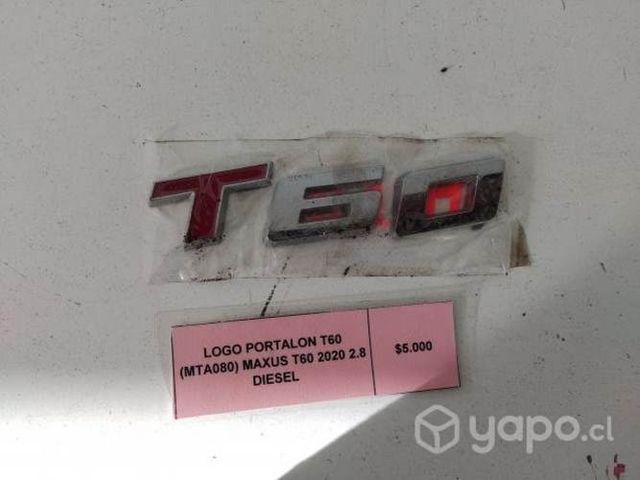 T60
LOGO PORTALON T60
(MTA080) MAXUS T60 2020 2.8
DIESEL
$5.000
yapo.cl